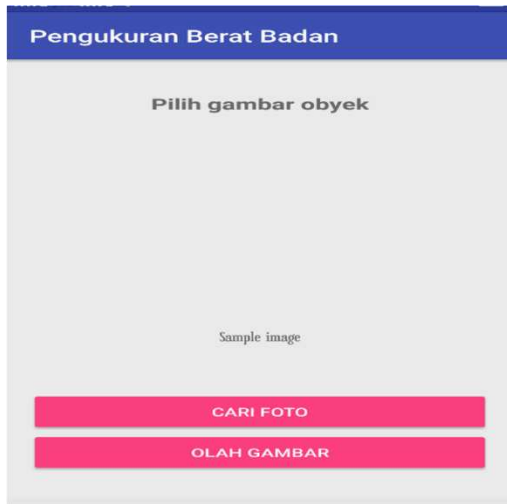 Pengukuran Berat Badan
Pilih gambar obyek
Sample image
CARI FOTO
OLAH GAMBAR